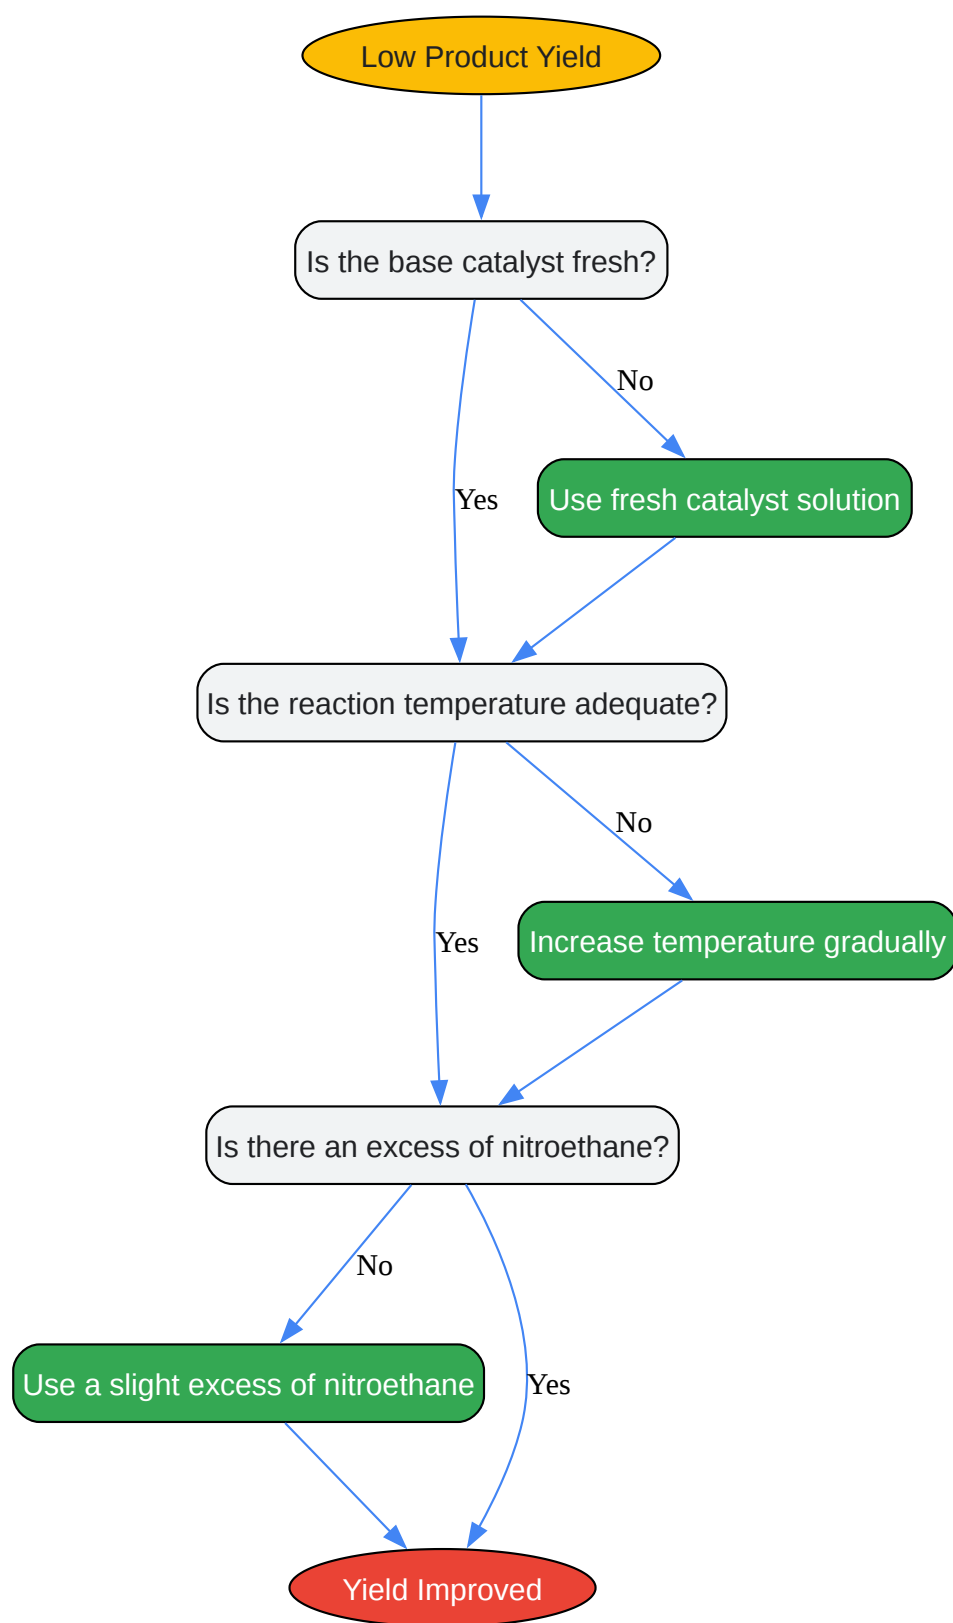 Low Product Yield
Is the base catalyst fresh?
No
Yes
Use fresh catalyst solution
Is the reaction temperature adequate?
No
Yes
Increase temperature gradually
Is there an excess of nitroethane?
No
Use a slight excess of nitroethane
Yes
Yield Improved